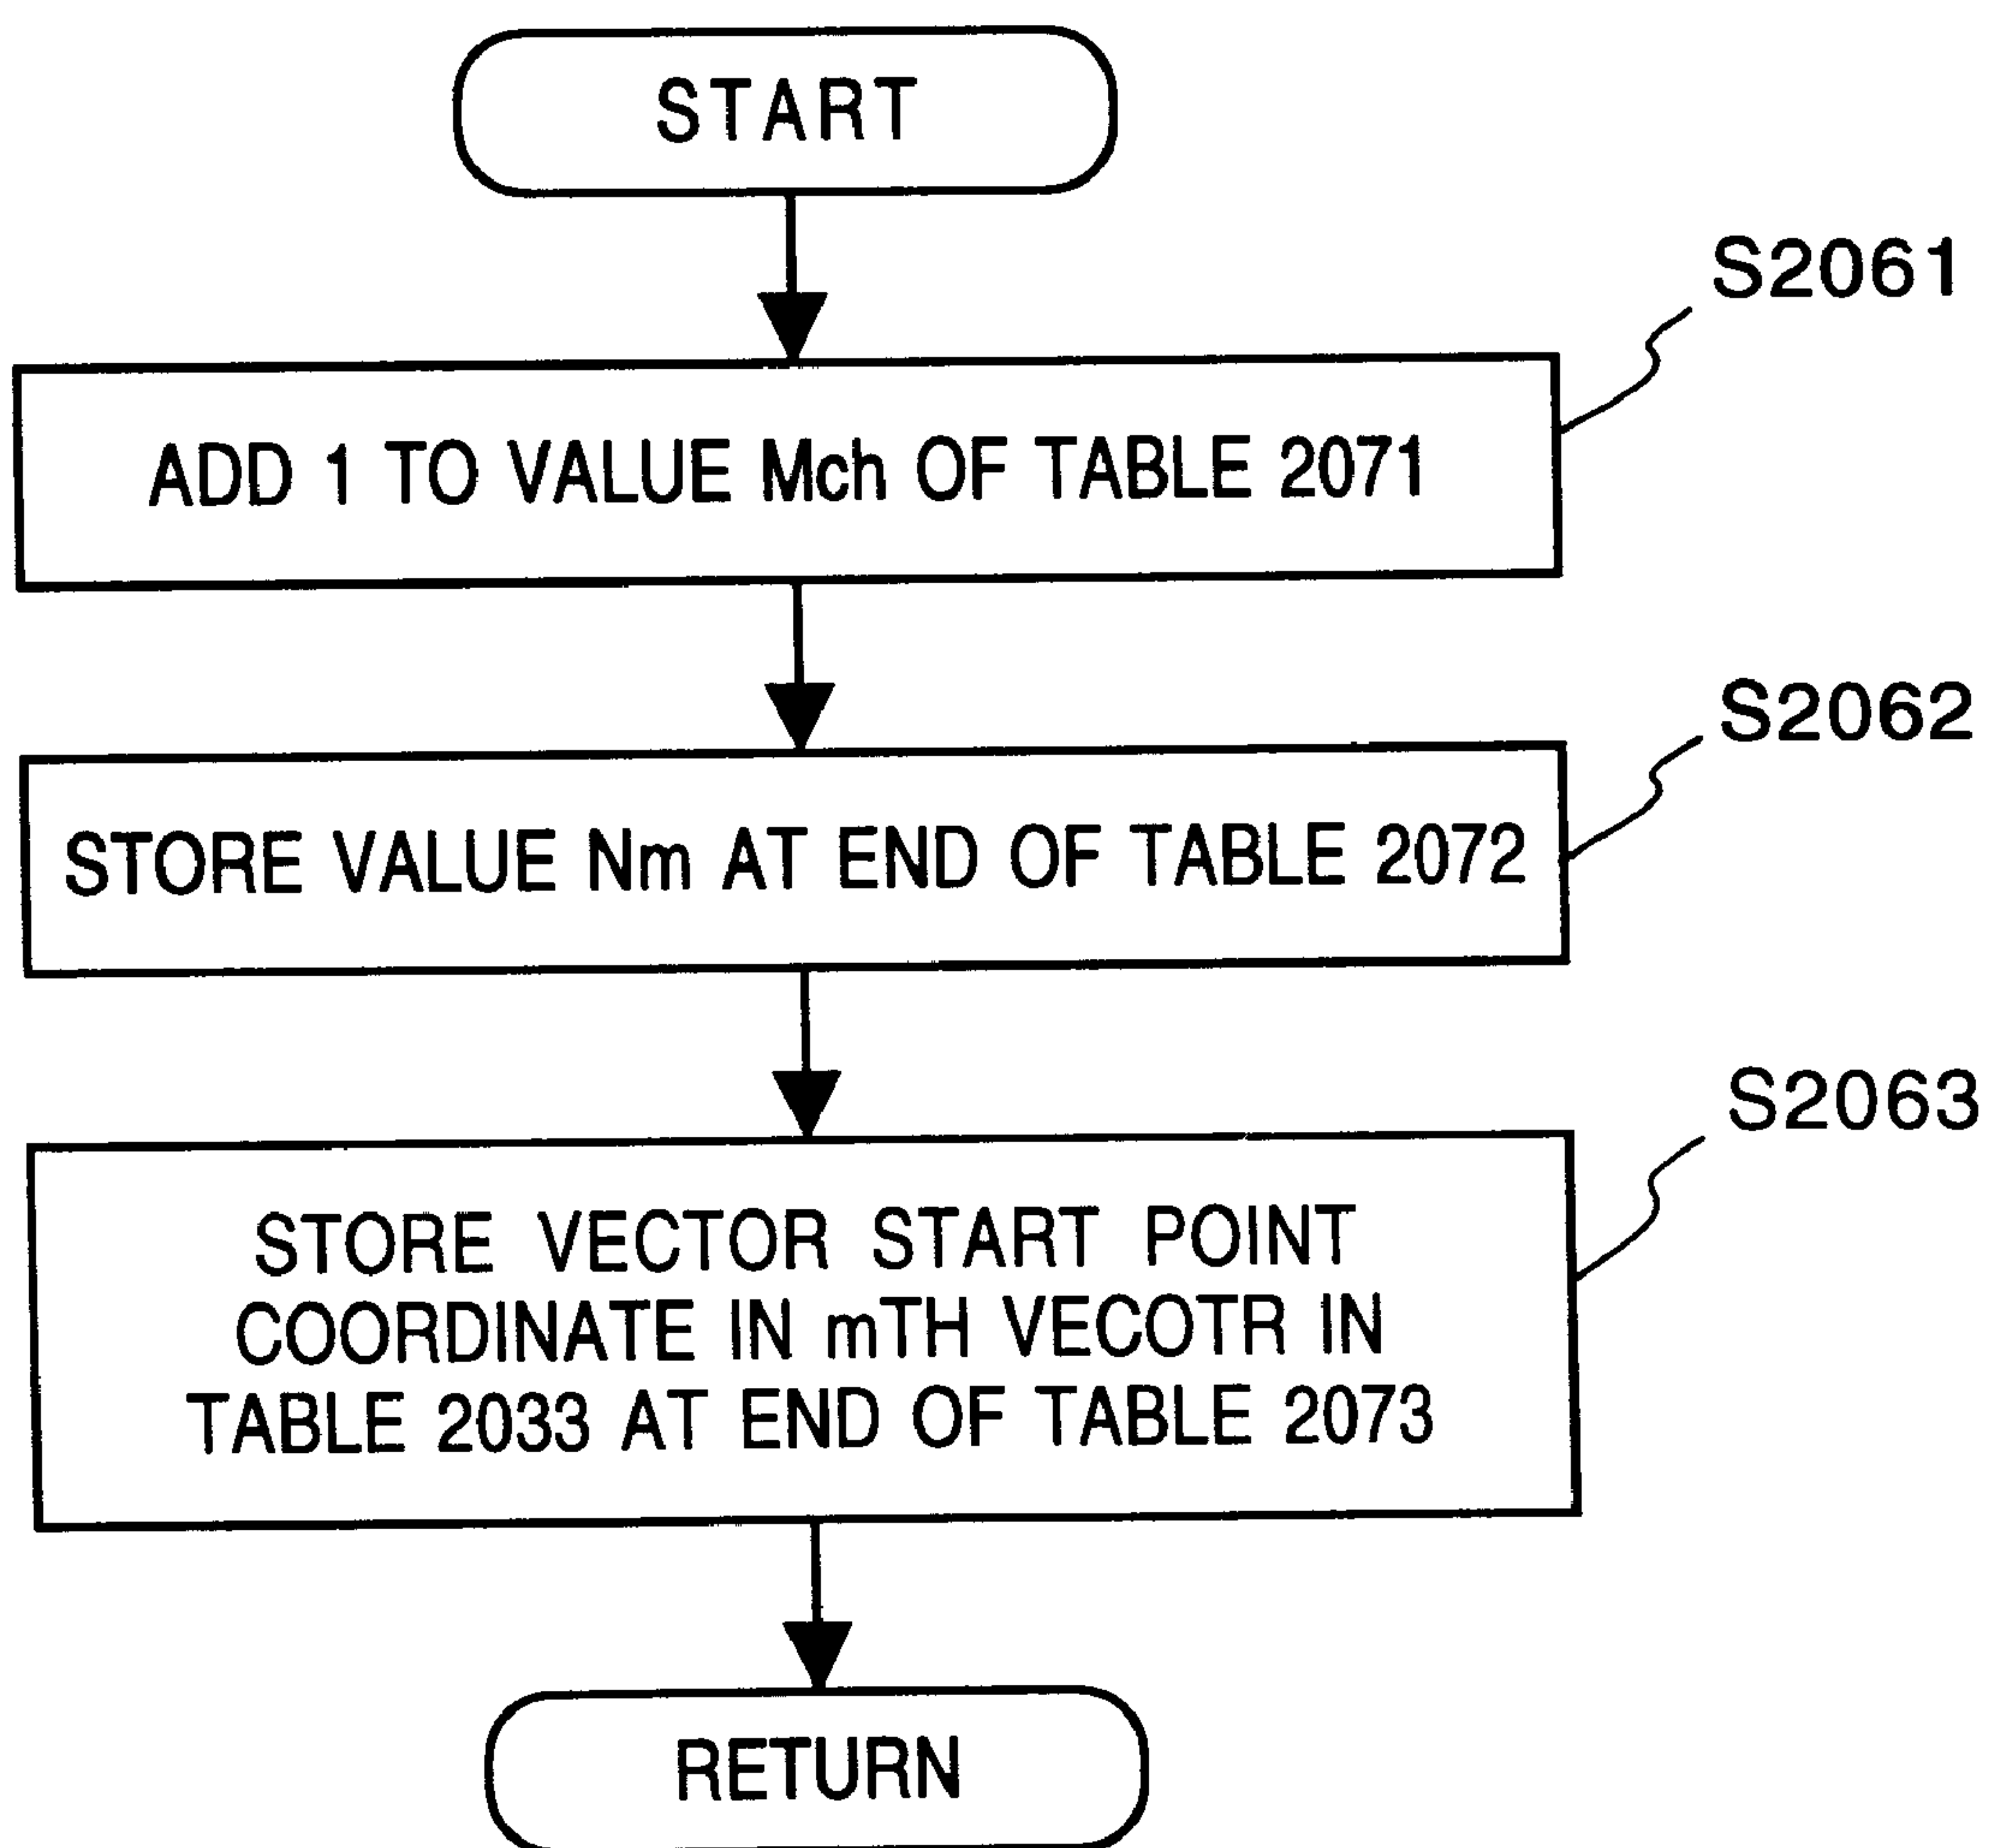 START
S2061
ADD 1 TO VALUE Mch OF TABLE 2071
S2062
STORE VALUE Nm AT END OF TABLE 2072
S2063
STORE VECTOR START POINT
COORDINATE IN mTH VECOTR IN
TABLE 2033 AT END OF TABLE 2073
RETURN